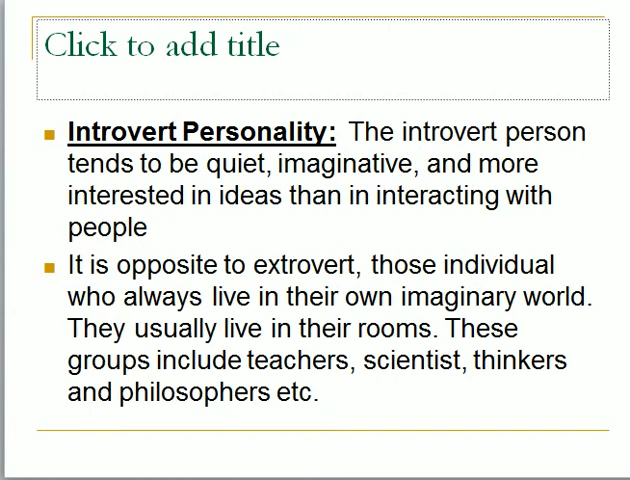 Click to add title
Introvert Personality: The introvert person
tends to be quiet, imaginative, and more
interested in ideas than in interacting with
people
It is opposite to extrovert, those individual
who always live in their own imaginary world.
They usually live in their rooms. These
groups include teachers, scientist, thinkers
and philosophers etc.